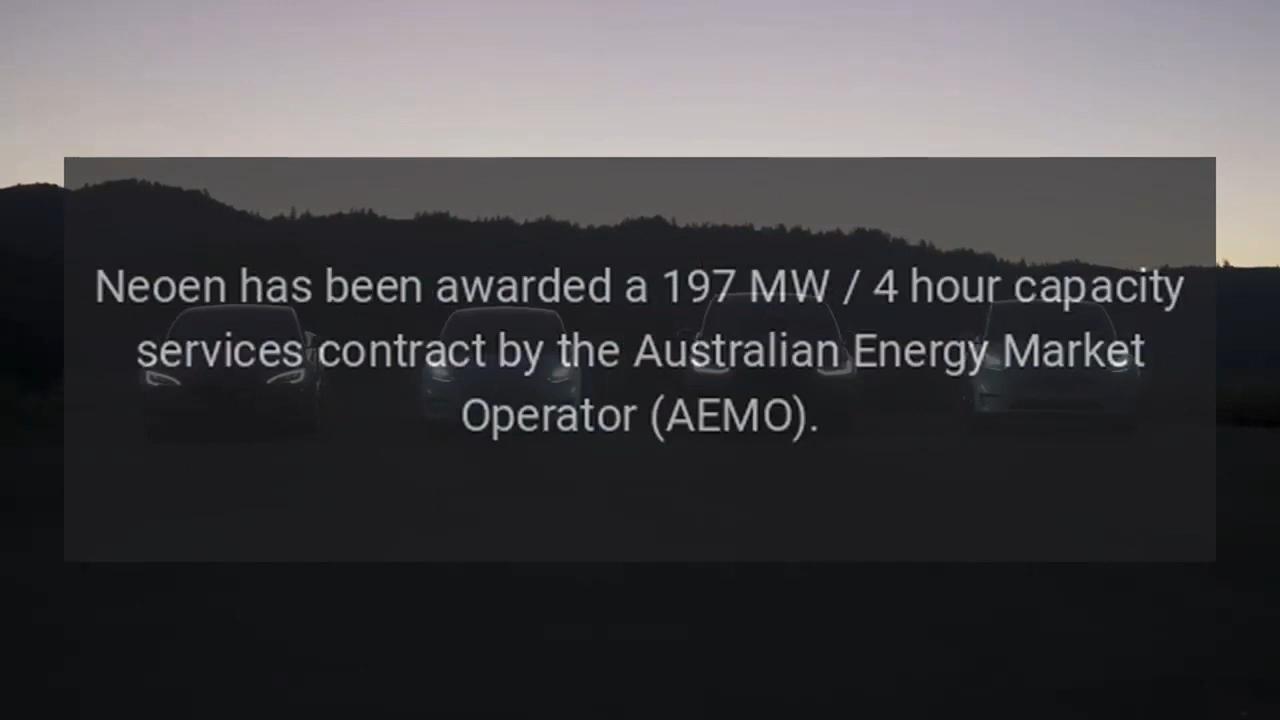 Neoen has been awarded a 197 MW / 4 hour capacity
services contract by the Australian Energy Market
Operator (AEMO).